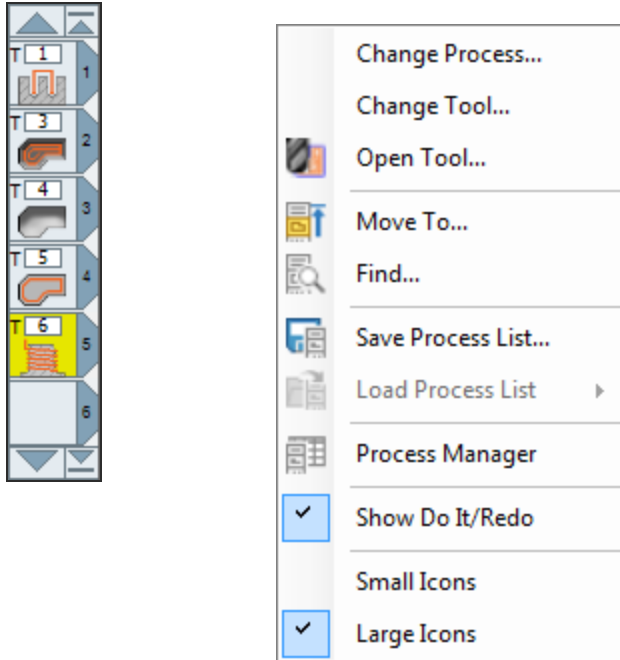 T 1
1
T 3
2
T 4
3
T 5
4
T 6
5
6
Change Process...
Change Tool...
Open Tool...
Move To...
Find...
Save Process List...
Load Process List
Process Manager
Show Do It/Redo
Small Icons
Large Icons